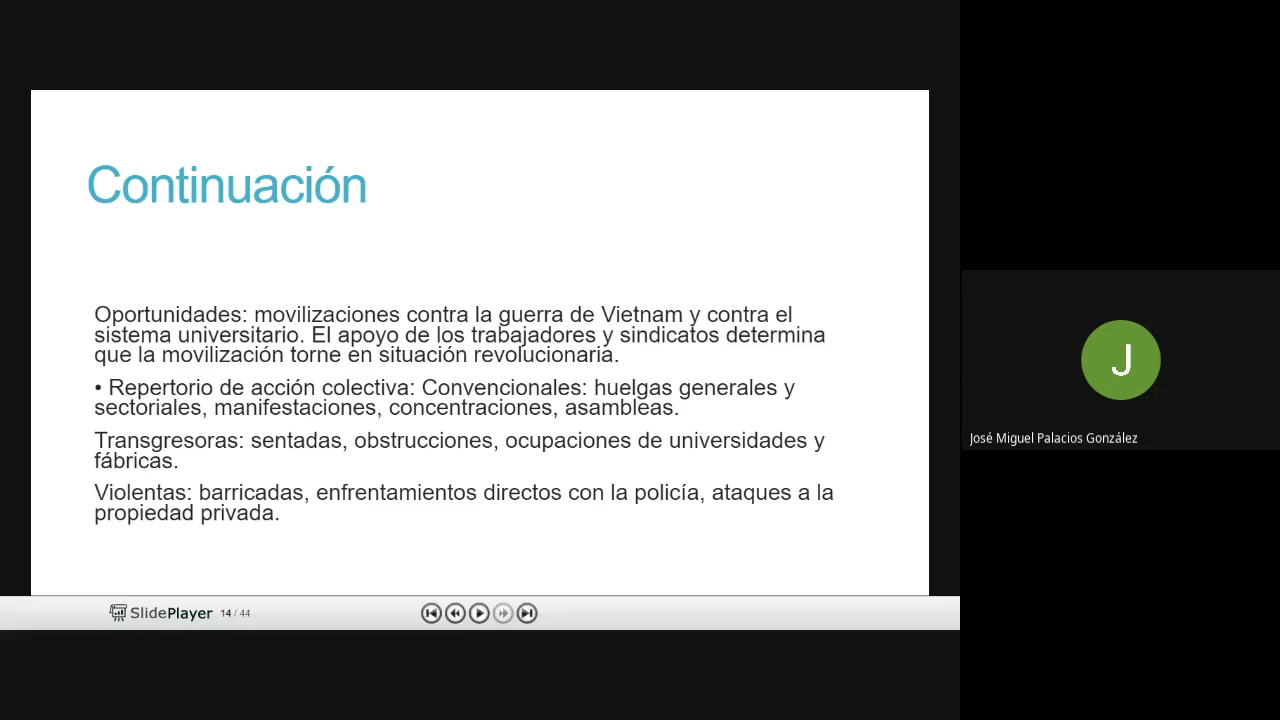 Continuación
Oportunidades: movilizaciones contra la guerra de Vietnam y contra el
sistema universitario. El apoyo de los trabajadores y sindicatos determina
que la movilización torne en situación revolucionaria.
• Repertorio de acción colectiva: Convencionales: huelgas generales y
sectoriales, manifestaciones, concentraciones, asambleas.
Transgresoras: sentadas, obstrucciones, ocupaciones de universidades y
fábricas.
Violentas: barricadas, enfrentamientos directos con la policía, ataques a la
propiedad privada.
SlidePlayer 14 / 44
J
José Miguel Palacios González